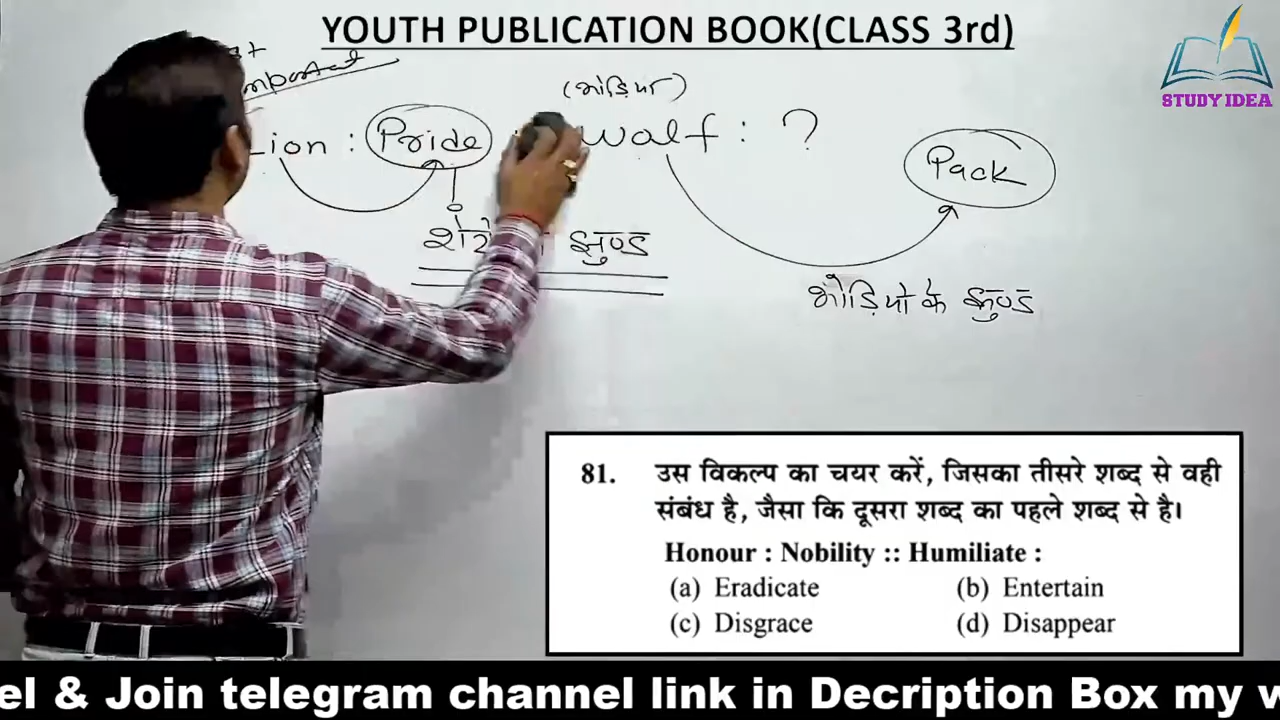 YOUTH PUBLICATION BOOK(CLASS 3rd)
STUDY IDEA
(भोड़िया)
Lion : Pride walf : ?
Pack
झुण्ड
भोड़ियो के झुण्ड
81. उस विकल्प का चयर करें, जिसका तीसरे शब्द से वही
संबंध है, जैसा कि दूसरा शब्द का पहले शब्द से है।
Honour : Nobility :: Humiliate :
(a) Eradicate (b) Entertain
(c) Disgrace (d) Disappear
el & Join telegram channel link in Decription Box my